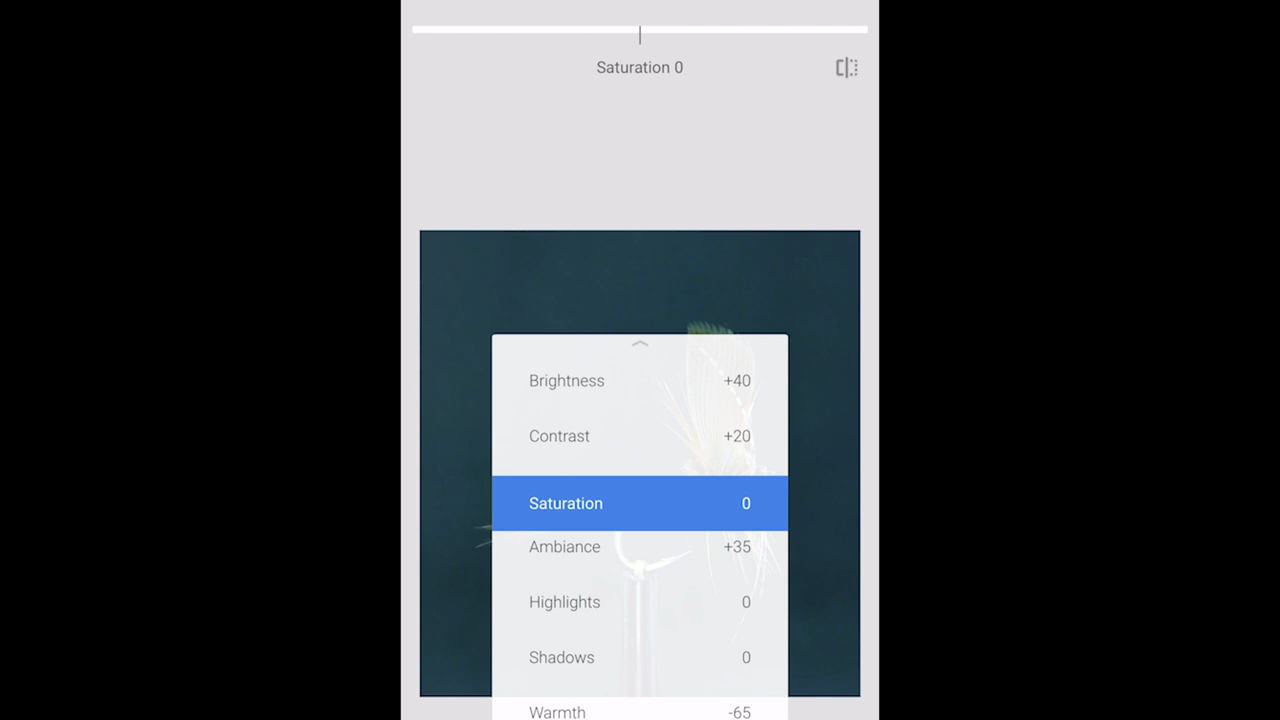 Saturation 0
Brightness +40
Contrast +20
Saturation 0
Ambiance +35
Highlights 0
Shadows 0
Warmth -65